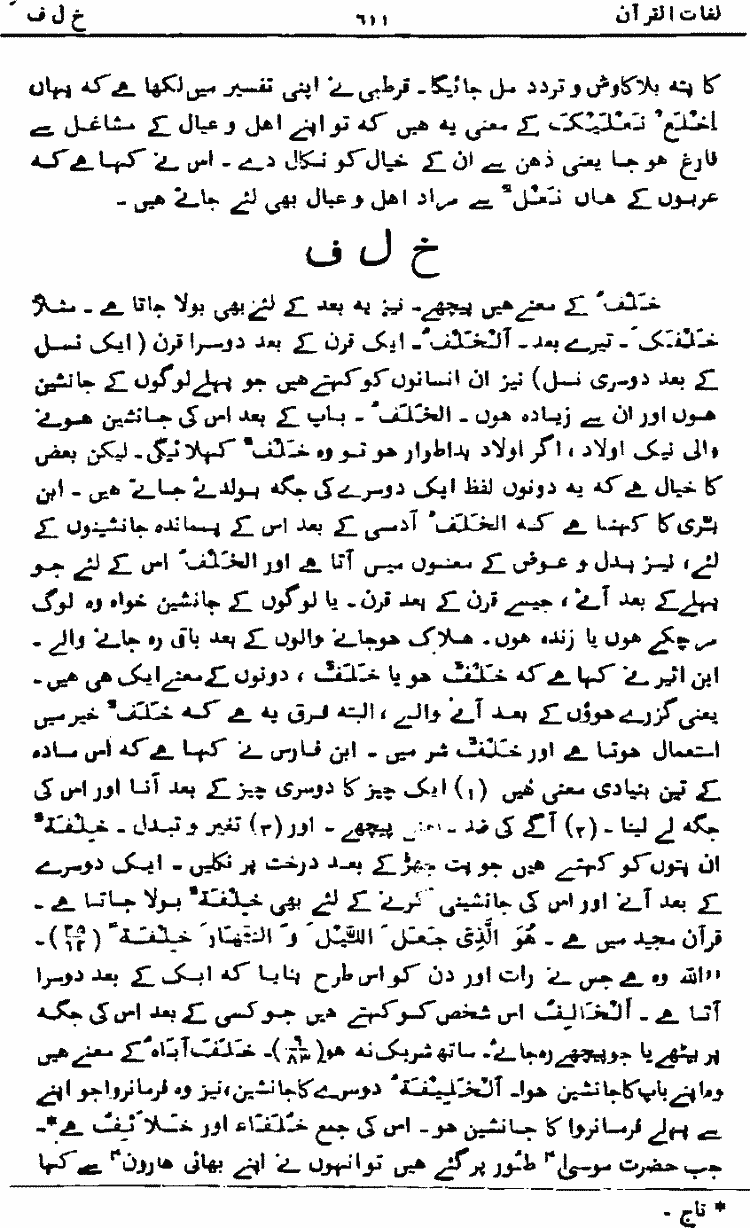 لغات القرآن ٦١١ خ ل ف
کا پتہ بلاکاوش و تردد مل جائیگا۔ قرطبی نے اپنی تفسیر میں لکھا ہے کہ یہاں
اِخْلَعْ نَعْلَیْکَ کے معنی یہ ہیں کہ تو اپنے اہل و عیال کے مشاغل سے
فارغ ہو جا یعنی ذہن سے ان کے خیال کو نکال دے۔ اس نے کہا ہے کہ
عربوں کے ہاں نَعْلٌ سے مراد اہل و عیال بھی لئے جاتے ہیں۔
خ ل ف
خَلْفُ کے معنے ہیں پیچھے۔ نیز یہ بعد کے لئے بھی بولا جاتا ہے۔ مثلاً
خَلْفَکَ۔ تیرے بعد۔ اَلْخَلْفُ۔ ایک قرن کے بعد دوسرا قرن (ایک نسل
کے بعد دوسری نسل) نیز ان انسانوں کو کہتے ہیں جو پہلے لوگوں کے جانشین
ہوں اور ان سے زیادہ ہوں۔ الخَلَفُ۔ باپ کے بعد اس کی جانشین ہونے
والی نیک اولاد، اگر اولاد بداطوار ہو تو وہ خَلْفٌ کہلائیگی۔ لیکن بعض
کا خیال ہے کہ یہ دونوں لفظ ایک دوسرے کی جگہ بولدئے جاتے ہیں۔ ابن
بّری کا کہنا ہے کہ الخَلَفُ آدمی کے بعد اس کے پسماندہ جانشینوں کے
لئے، نیز بدل و عوض کے معنوں میں آتا ہے اور الخَلْفُ اس کے لئے جو
پہلے کے بعد آئے، جیسے قرن کے بعد قرن۔ یا لوگوں کے جانشین خواہ وہ لوگ
مر چکے ہوں یا زندہ ہوں۔ ہلاک ہوجانے والوں کے بعد باقی رہ جانے والے۔
ابن اثیر نے کہا ہے کہ خَلْفٌ ہو یا خَلَفٌ، دونوں کے معنے ایک ہی ہیں۔
یعنی گزرے ہوؤں کے بعد آنے والے، البتہ فرق یہ ہے کہ خَلَفٌ خیر میں
استعمال ہوتا ہے اور خَلْفٌ شر میں۔ ابن فارس نے کہا ہے کہ اس مادہ
کے تین بنیادی معنی ہیں (۱) ایک چیز کا دوسری چیز کے بعد آنا اور اس کی
جگہ لے لینا۔ (۲) آگے کی ضد۔ یعنی پیچھے۔ اور (۳) تغیر و تبدل۔ خِلْفَةٌ
ان پتوں کو کہتے ہیں جو پت جھڑ کے بعد درخت پر نکلیں۔ ایک دوسرے
کے بعد آنے اور اس کی جانشینی کرنے کے لئے بھی خِلْفَةٌ بولا جاتا ہے۔
قرآن مجید میں ہے۔ ھُوَ الَّذِیْ جَعَلَ الَّیْلَ وَ النَّھَارَ خِلْفَةً (۲۵/۶۲)۔
”اللہ وہ ہے جس نے رات اور دن کو اس طرح بنایا کہ ایک کے بعد دوسرا
آتا ہے۔ اَلْخَالِفُ اس شخص کو کہتے ہیں جو کسی کے بعد اس کی جگہ
پر بیٹھے یا جو پیچھے رہ جائے۔ ساتھ شریک نہ ہو (۹/۸۳)۔ خَلَفَ اَبَاہُ کے معنے ہیں
وہ اپنے باپ کا جانشین ہوا۔ اَلْخَلِیْفَةُ دوسرے کا جانشین، نیز وہ فرمانروا جو اپنے
سے پہلے فرمانروا کا جانشین ہو۔ اس کی جمع خُلَفَاءُ اور خَلَائِفُ ہے*۔
جب حضرت موسیٰؑ طُور پر گئے ہیں تو انہوں نے اپنے بھائی ہارونؑ سے کہا
* تاج۔